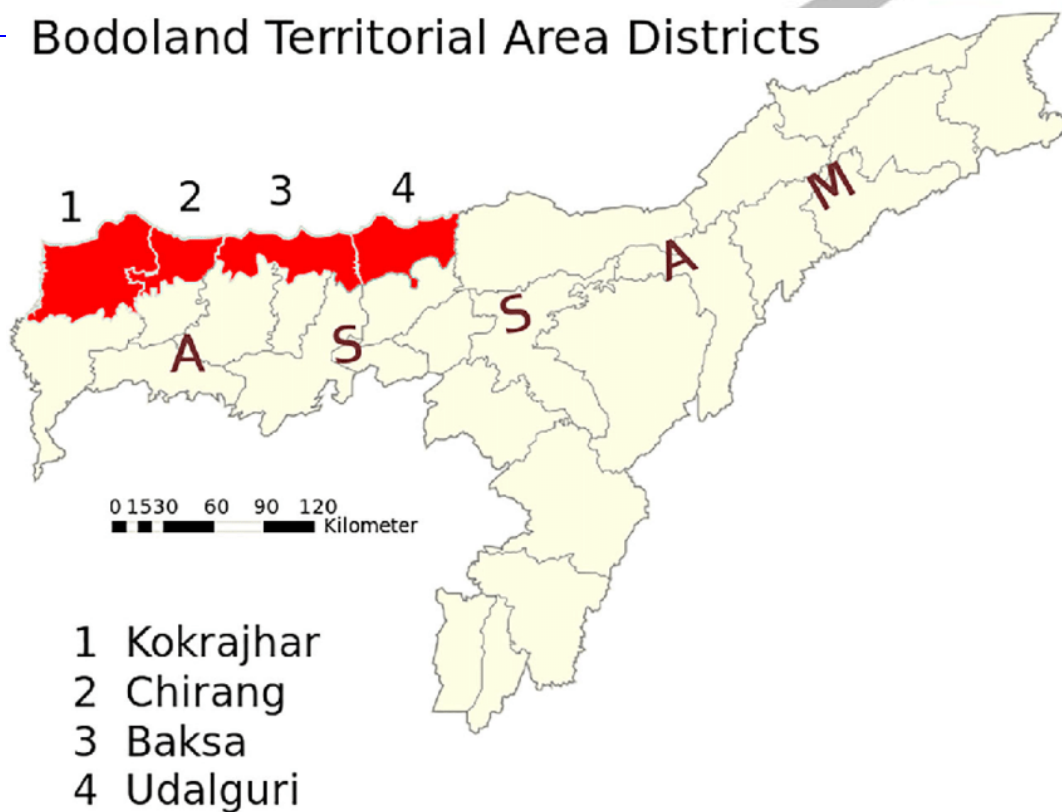 Bodoland Territorial Area Districts
1 2 3 4
A S S A M
0 15 30 60 90 120
Kilometer
1 Kokrajhar
2 Chirang
3 Baksa
4 Udalguri